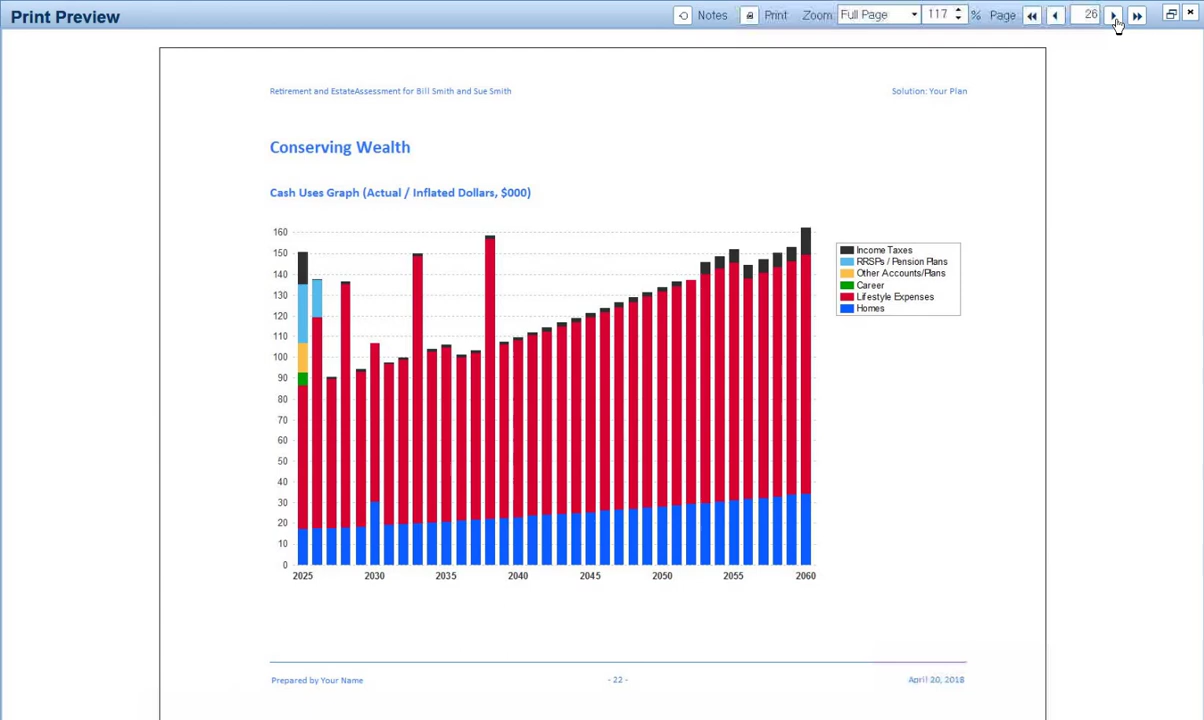 Print Preview
Notes Print Zoom: Full Page 117 % Page: 26
Retirement and EstateAssessment for Bill Smith and Sue Smith Solution: Your Plan
Conserving Wealth
Cash Uses Graph (Actual / Inflated Dollars, $000)
160
150
140
130
120
110
100
90
80
70
60
50
40
30
20
10
0
2025 2030 2035 2040 2045 2050 2055 2060
Income Taxes
RRSPs / Pension Plans
Other Accounts/Plans
Career
Lifestyle Expenses
Homes
Prepared by Your Name - 22 - April 20, 2018